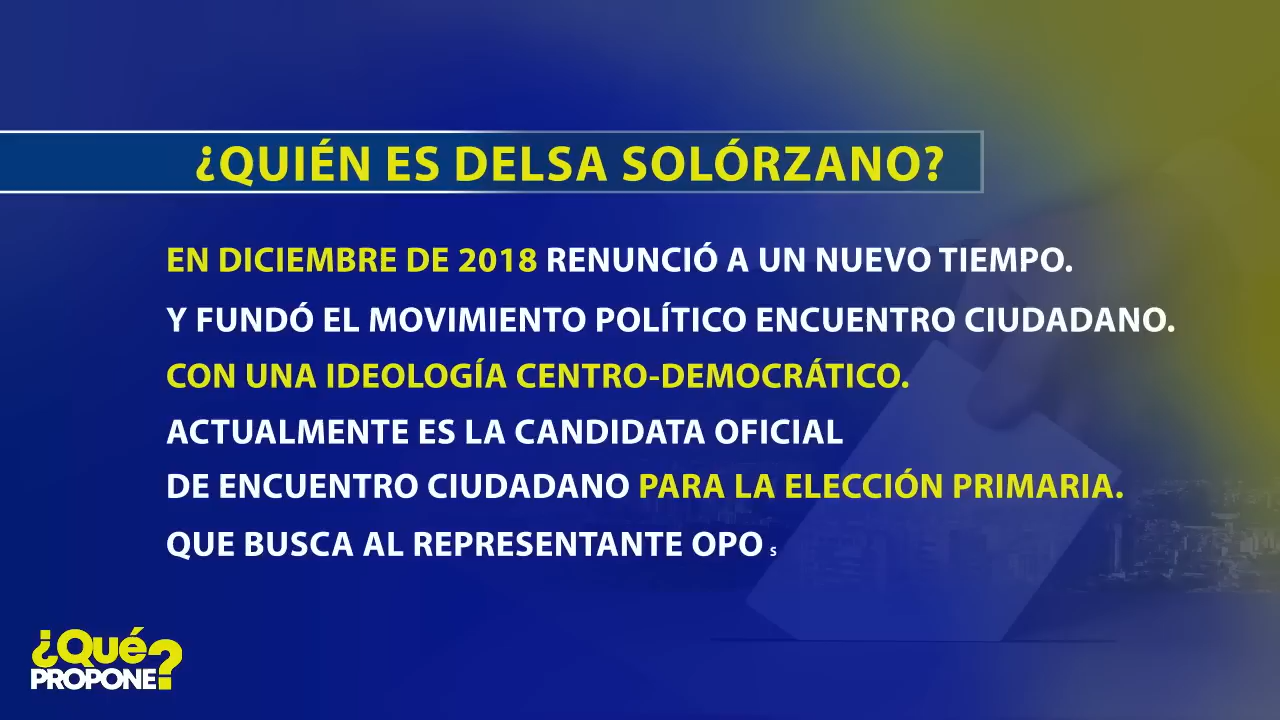 ¿QUIÉN ES DELSA SOLÓRZANO?
EN DICIEMBRE DE 2018 RENUNCIÓ A UN NUEVO TIEMPO.
Y FUNDÓ EL MOVIMIENTO POLÍTICO ENCUENTRO CIUDADANO.
CON UNA IDEOLOGÍA CENTRO-DEMOCRÁTICO.
ACTUALMENTE ES LA CANDIDATA OFICIAL
DE ENCUENTRO CIUDADANO PARA LA ELECCIÓN PRIMARIA.
QUE BUSCA AL REPRESENTANTE OPO s
¿Qué
PROPONE?